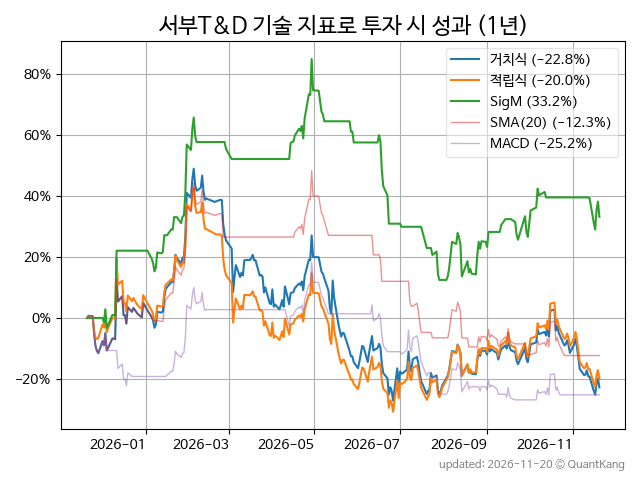 서부T&D 기술 지표로 투자 시 성과 (1년)
거치식 (-22.8%)
적립식 (-20.0%)
SigM (33.2%)
SMA(20) (-12.3%)
MACD (-25.2%)
80%
60%
40%
20%
0%
-20%
2026-01
2026-03
2026-05
2026-07
2026-09
2026-11
updated: 2026-11-20 © QuantKang